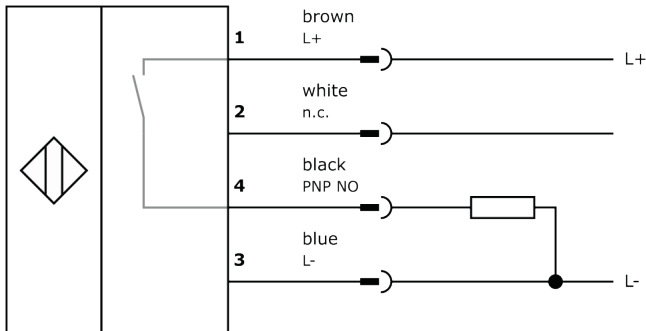 brown
1 L+
L+
white
2 n.c.
black
4 PNP NO
blue
3 L-
L-